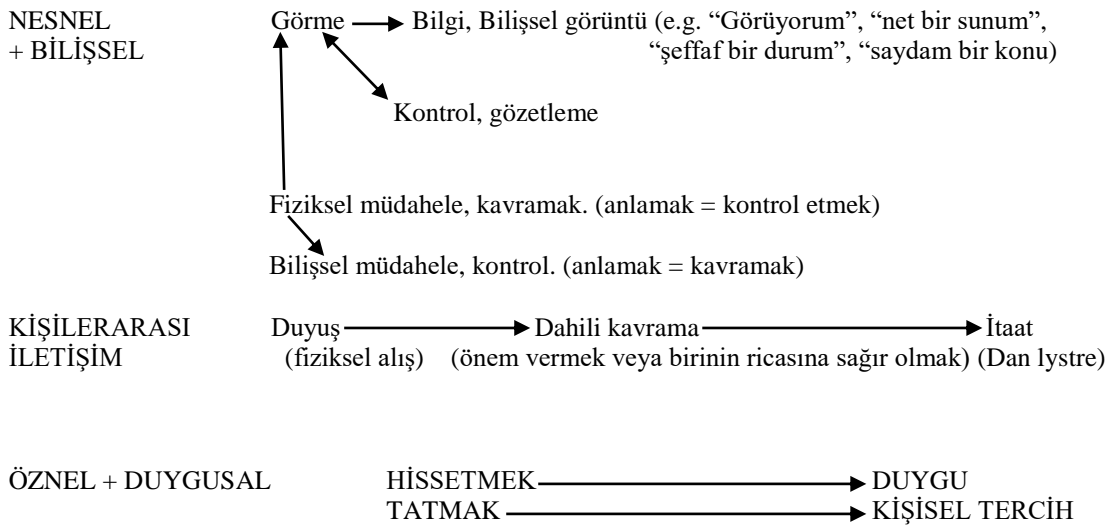 NESNEL Görme Bilgi, Bilişsel görüntü (e.g. “Görüyorum”, “net bir sunum”,
+ BİLİŞSEL “şeffaf bir durum”, “saydam bir konu)
Kontrol, gözetleme
Fiziksel müdahele, kavramak. (anlamak = kontrol etmek)
Bilişsel müdahele, kontrol. (anlamak = kavramak)
KİŞİLERARASI Duyuş Dahili kavrama İtaat
İLETİŞİM (fiziksel alış) (önem vermek veya birinin ricasına sağır olmak) (Dan lystre)
ÖZNEL + DUYGUSAL HİSSETMEK DUYGU
TATMAK KİŞİSEL TERCİH